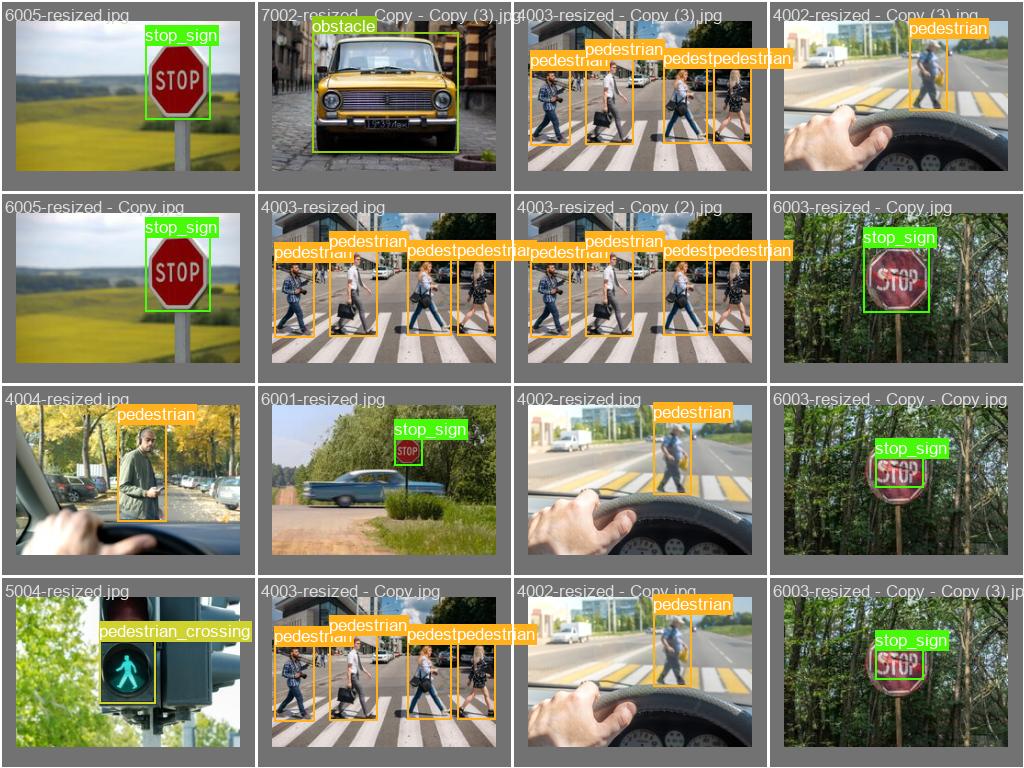 6005-resized.jpg
stop_sign
STOP
7002-resized - Copy - Copy (3).jpg
obstacle
4003-resized - Copy (3).jpg
pedestrian
pedestrian
pedest
pedestrian
4002-resized - Copy (3).jpg
pedestrian
6005-resized - Copy.jpg
stop_sign
STOP
4003-resized.jpg
pedestrian
pedestrian
pedest
pedestrian
4003-resized - Copy (2).jpg
pedestrian
pedestrian
pedest
pedestrian
6003-resized - Copy.jpg
stop_sign
STOP
4004-resized.jpg
pedestrian
6001-resized.jpg
stop_sign
STOP
4002-resized.jpg
pedestrian
6003-resized - Copy - Copy.jpg
stop_sign
STOP
5004-resized.jpg
pedestrian_crossing
4003-resized - Copy.jpg
pedestrian
pedestrian
pedest
pedestrian
4002-resized - Copy.jpg
pedestrian
6003-resized - Copy - Copy (3).jp
stop_sign
STOP